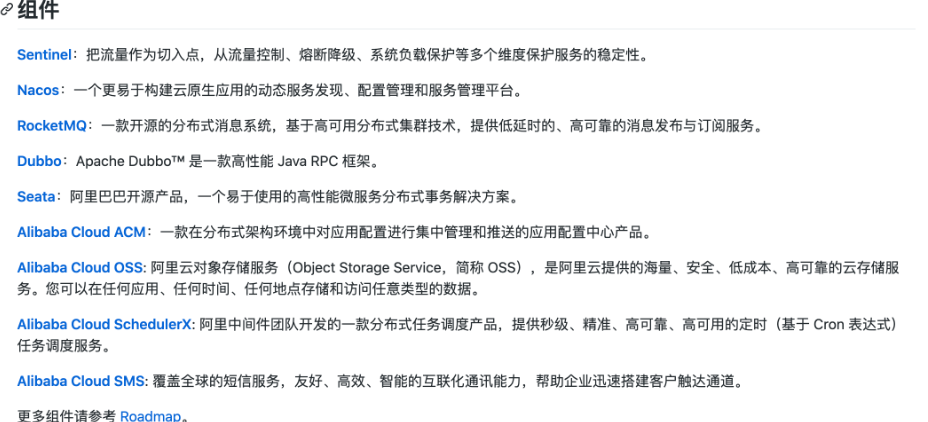 组件
Sentinel：把流量作为切入点，从流量控制、熔断降级、系统负载保护等多个维度保护服务的稳定性。
Nacos：一个更易于构建云原生应用的动态服务发现、配置管理和服务管理平台。
RocketMQ：一款开源的分布式消息系统，基于高可用分布式集群技术，提供低延时的、高可靠的消息发布与订阅服务。
Dubbo：Apache Dubbo™ 是一款高性能 Java RPC 框架。
Seata：阿里巴巴开源产品，一个易于使用的高性能微服务分布式事务解决方案。
Alibaba Cloud ACM：一款在分布式架构环境中对应用配置进行集中管理和推送的应用配置中心产品。
Alibaba Cloud OSS: 阿里云对象存储服务（Object Storage Service，简称 OSS），是阿里云提供的海量、安全、低成本、高可靠的云存储服
务。您可以在任何应用、任何时间、任何地点存储和访问任意类型的数据。
Alibaba Cloud SchedulerX: 阿里中间件团队开发的一款分布式任务调度产品，提供秒级、精准、高可靠、高可用的定时（基于 Cron 表达式）
任务调度服务。
Alibaba Cloud SMS: 覆盖全球的短信服务，友好、高效、智能的互联化通讯能力，帮助企业迅速搭建客户触达通道。
更多组件请参考 Roadmap。